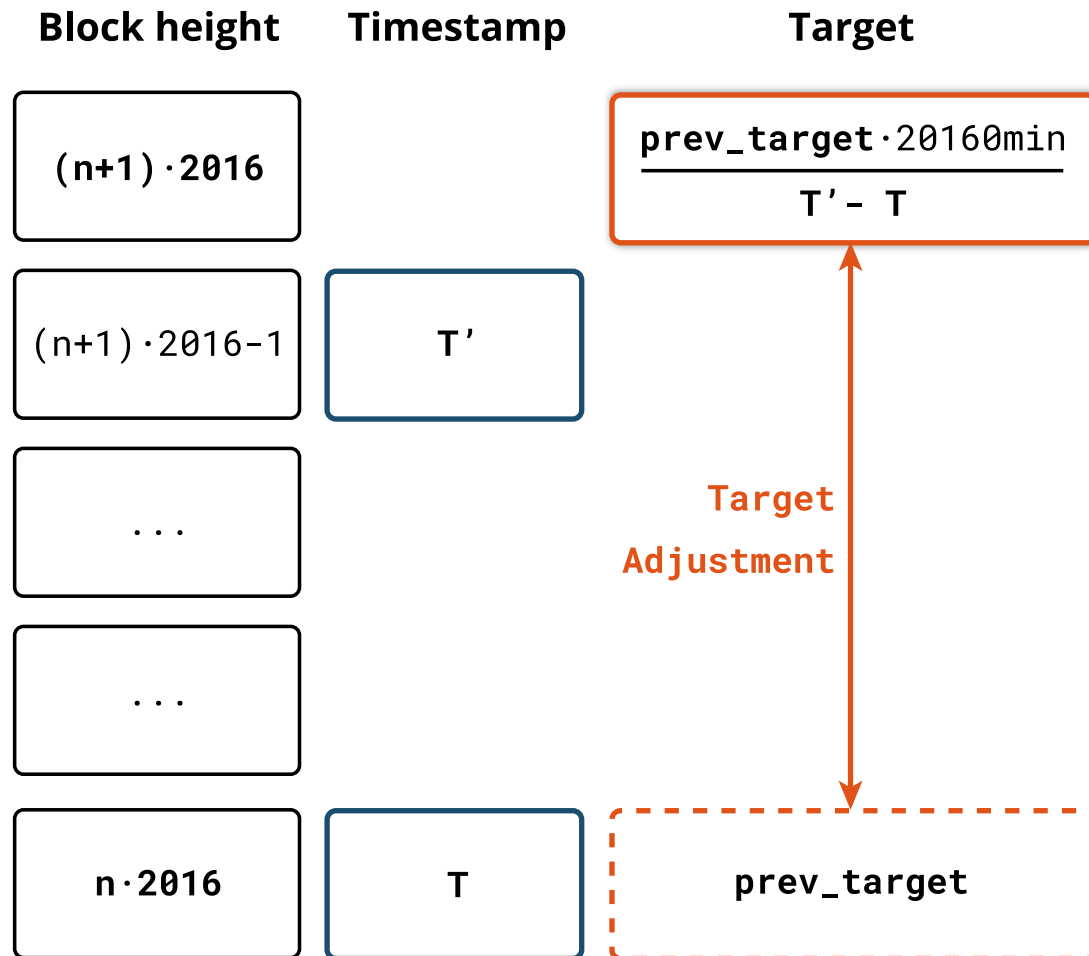 Block height Timestamp Target
(n+1)·2016
prev_target·20160min
T’- T
(n+1)·2016-1
T’
...
Target
Adjustment
...
n·2016
T
prev_target